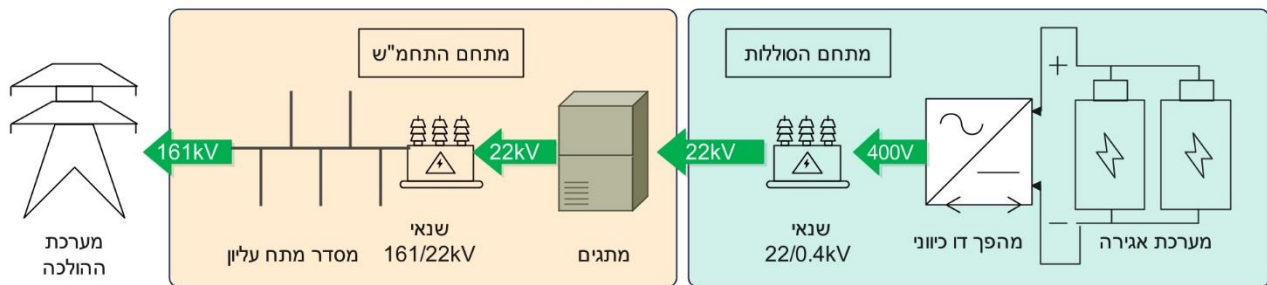 מתחם הסוללות
מתחם התחמ"ש
+
–
400V
22kV
22kV
161kV
מערכת אגירה
מהפך דו כיווני
שנאי
22/0.4kV
מתגים
שנאי
161/22kV
מסדר מתח עליון
מערכת
ההולכה